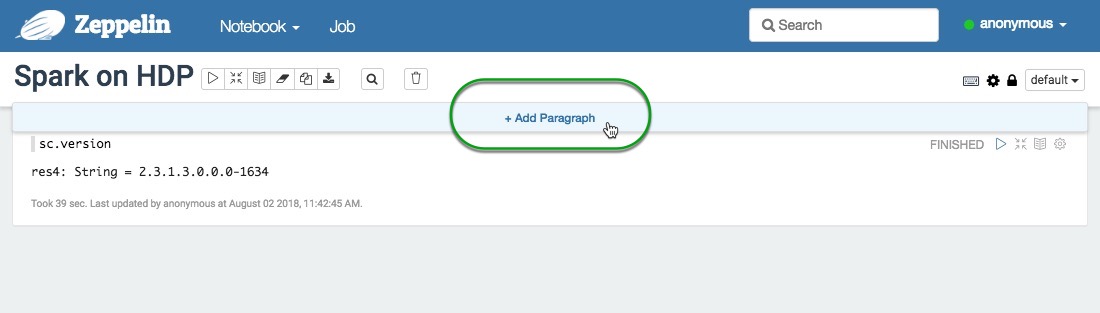 Zeppelin Notebook Job Search anonymous
Spark on HDP default
+ Add Paragraph
sc.version FINISHED
res4: String = 2.3.1.3.0.0.0-1634
Took 39 sec. Last updated by anonymous at August 02 2018, 11:42:45 AM.